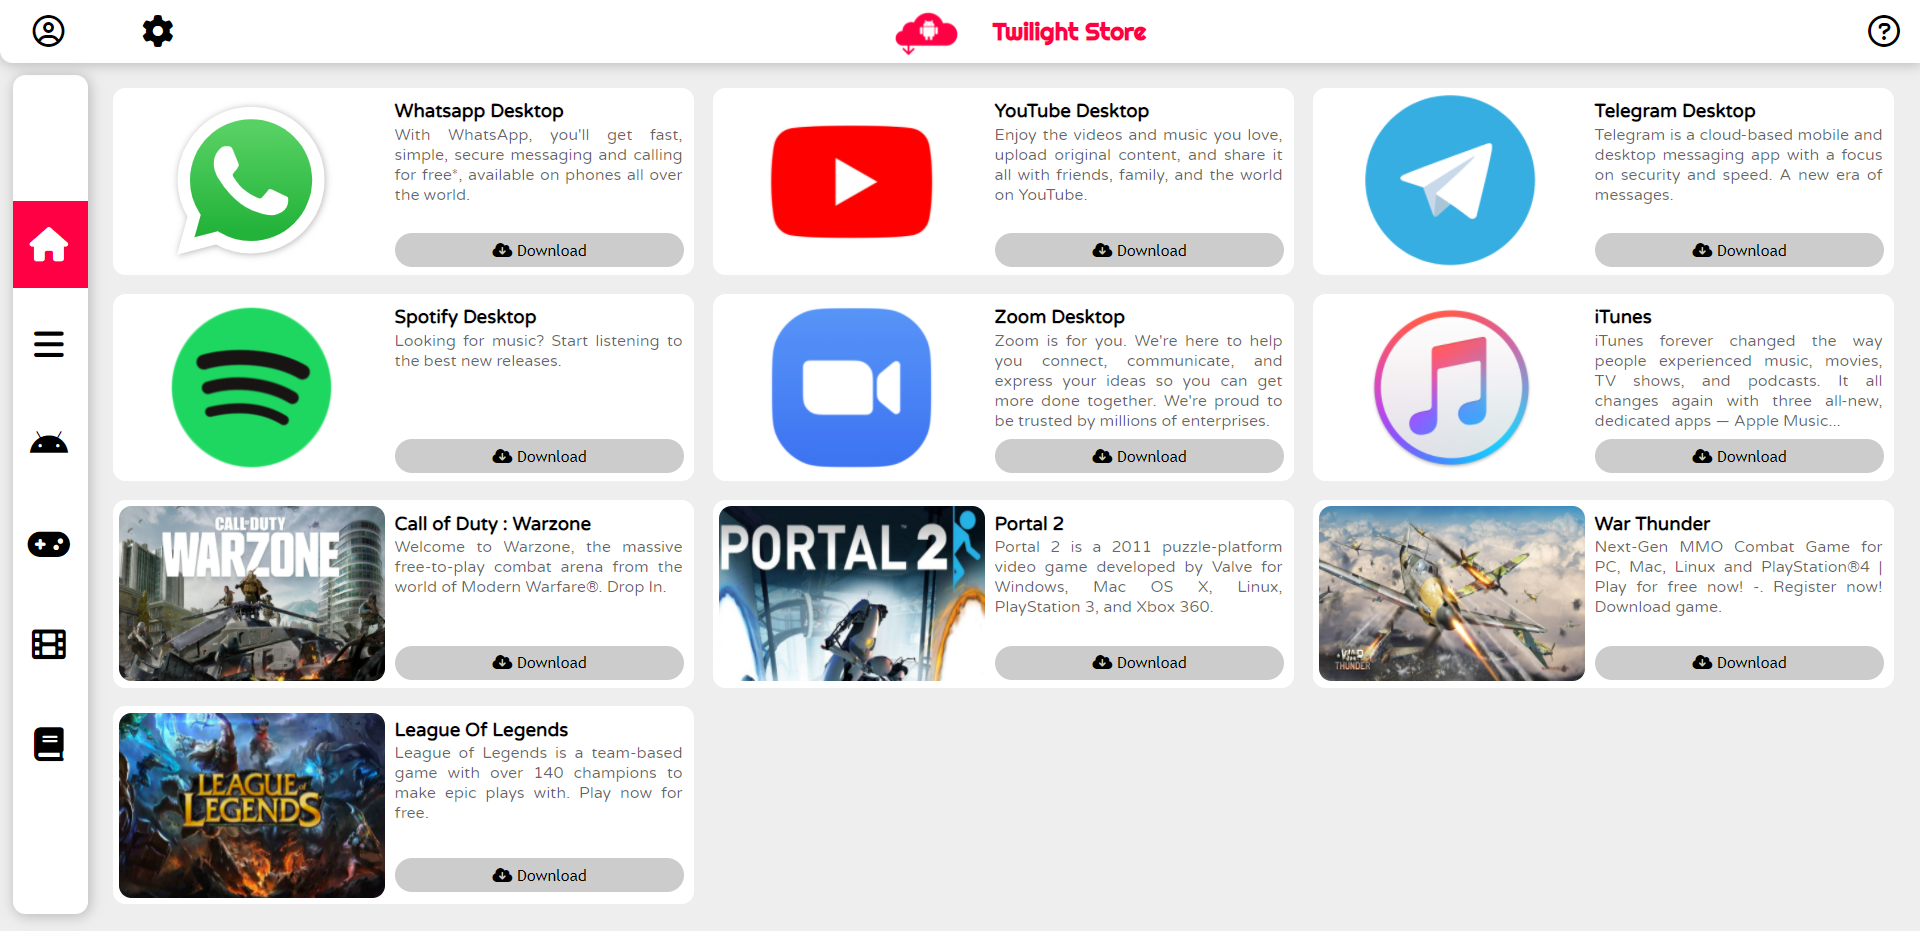 Twilight Store
Whatsapp Desktop
With WhatsApp, you'll get fast,
simple, secure messaging and calling
for free*, available on phones all over
the world.
Download
YouTube Desktop
Enjoy the videos and music you love,
upload original content, and share it
all with friends, family, and the world
on YouTube.
Download
Telegram Desktop
Telegram is a cloud-based mobile and
desktop messaging app with a focus
on security and speed. A new era of
messages.
Download
Spotify Desktop
Looking for music? Start listening to
the best new releases.
Download
Zoom Desktop
Zoom is for you. We're here to help
you connect, communicate, and
express your ideas so you can get
more done together. We're proud to
be trusted by millions of enterprises.
Download
iTunes
iTunes forever changed the way
people experienced music, movies,
TV shows, and podcasts. It all
changes again with three all-new,
dedicated apps — Apple Music...
Download
CALL OF DUTY
WARZONE
Call of Duty : Warzone
Welcome to Warzone, the massive
free-to-play combat arena from the
world of Modern Warfare®. Drop In.
Download
PORTAL 2
Portal 2
Portal 2 is a 2011 puzzle-platform
video game developed by Valve for
Windows, Mac OS X, Linux,
PlayStation 3, and Xbox 360.
Download
WAR
THUNDER
War Thunder
Next-Gen MMO Combat Game for
PC, Mac, Linux and PlayStation®4 |
Play for free now! -. Register now!
Download game.
Download
LEAGUE of
LEGENDS
League Of Legends
League of Legends is a team-based
game with over 140 champions to
make epic plays with. Play now for
free.
Download